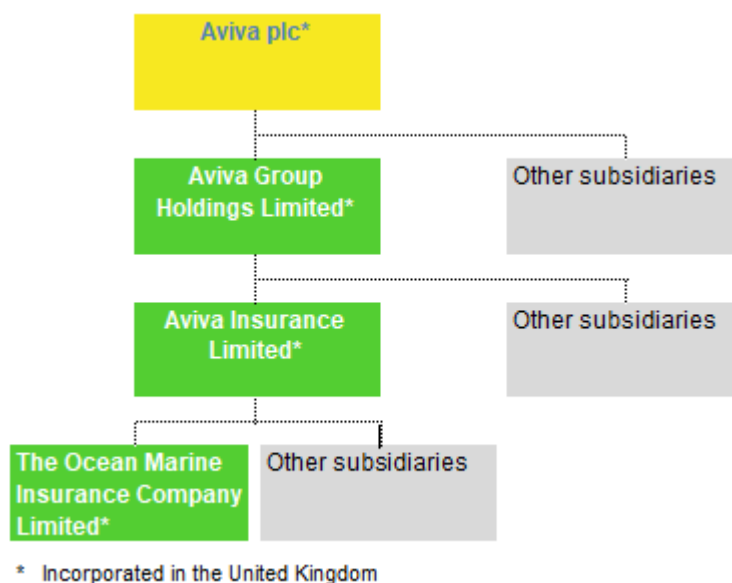 Aviva plc*
Aviva Group
Holdings Limited*
Other subsidiaries
Aviva Insurance
Limited*
Other subsidiaries
The Ocean Marine
Insurance Company
Limited*
Other subsidiaries
* Incorporated in the United Kingdom